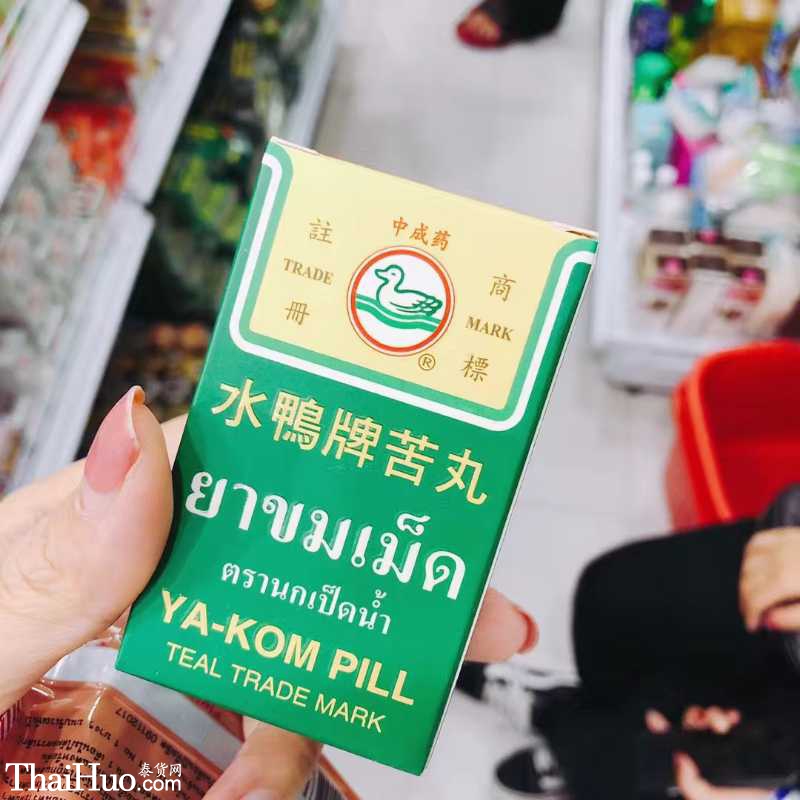 中成药
註冊
TRADE
商標
MARK
®
水鴨牌苦丸
ยาขมเม็ด
ตรานกเป็ดน้ำ
YA-KOM PILL
TEAL TRADE MARK
09112017
ThaiHuo.com
泰货网